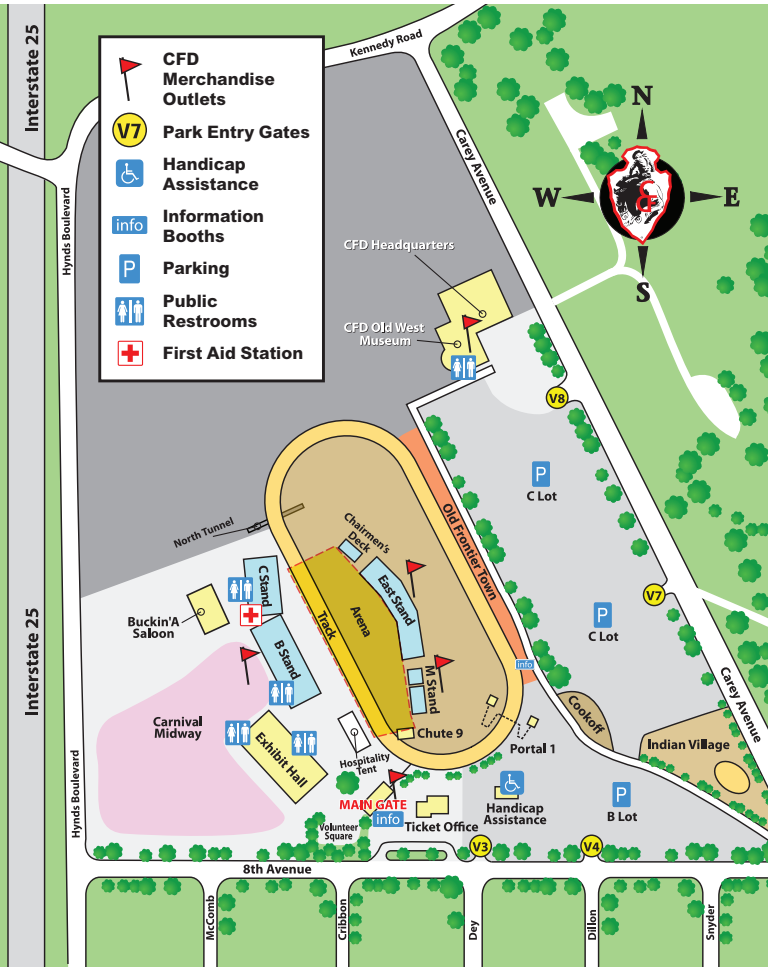 Interstate 25
Kennedy Road
CFD
Merchandise
Outlets
V7
Park Entry Gates
Handicap
Assistance
info
Information
Booths
P
Parking
Public
Restrooms
First Aid Station
Hynds Boulevard
Carey Avenue
N
W
E
S
CFD Headquarters
CFD Old West
Museum
V8
P
C Lot
Old Frontier Town
North Tunnel
Chairmen's
Deck
C Stand
East Stand
Arena
Track
Buckin'A
Saloon
B Stand
M Stand
V7
P
C Lot
info
Interstate 25
Carey Avenue
Carnival
Midway
Cookoff
Indian Village
Exhibit Hall
Hospitality
Tent
Chute 9
Portal 1
Hynds Boulevard
MAIN GATE
info
Ticket Office
Handicap
Assistance
P
B Lot
Volunteer
Square
V3
V4
8th Avenue
McComb
Cribbon
Dey
Dillon
Snyder